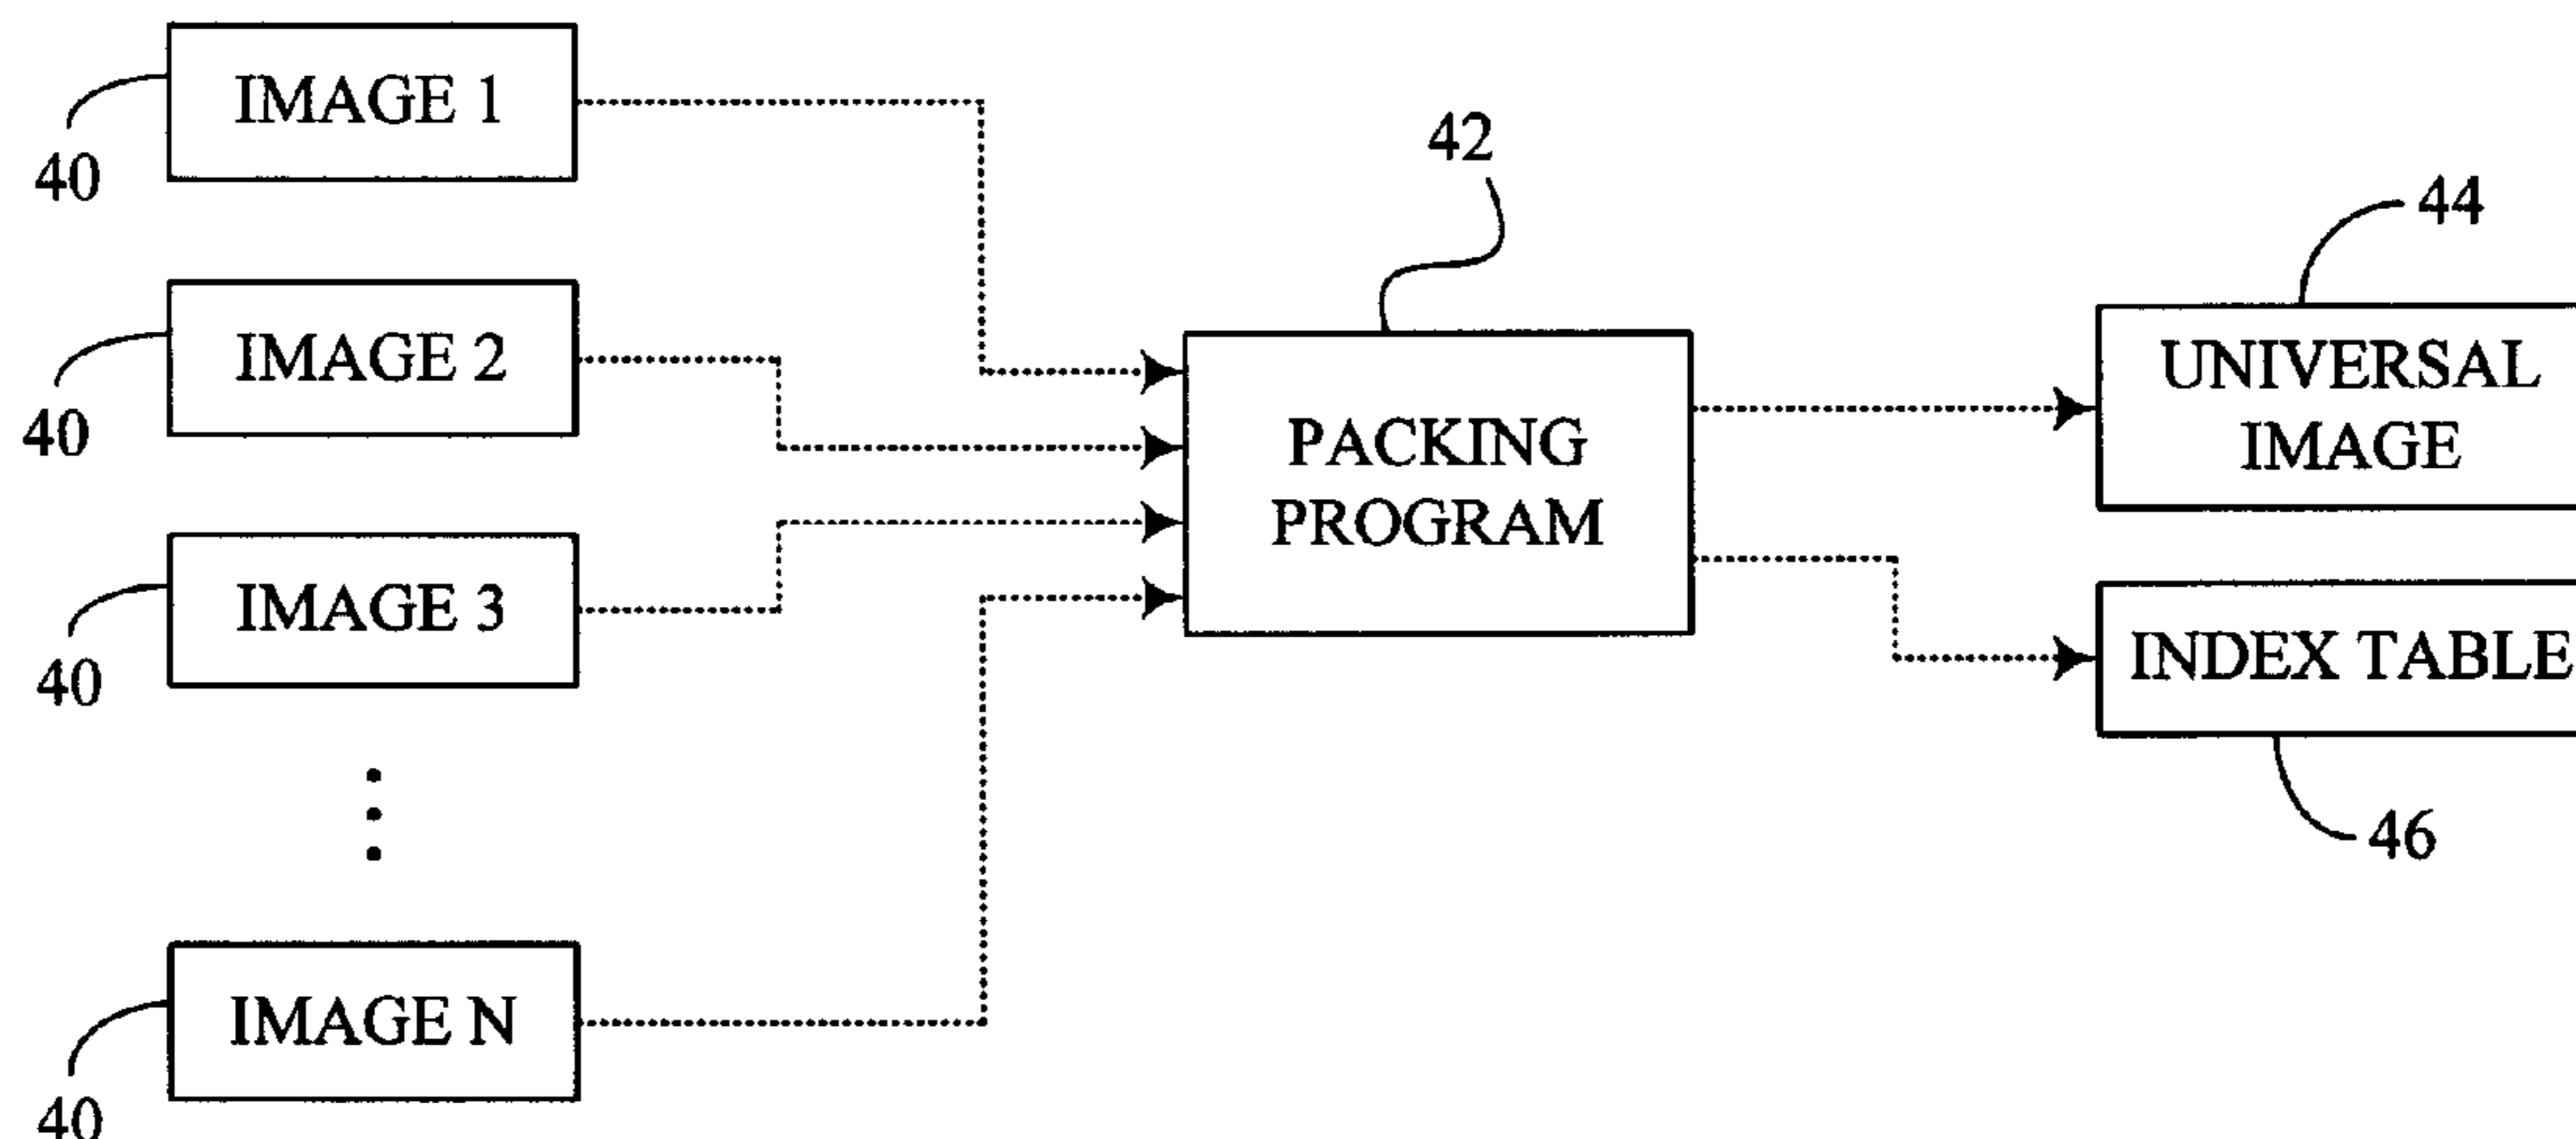 IMAGE 1
40
IMAGE 2
40
IMAGE 3
40
IMAGE N
40
42
PACKING
PROGRAM
44
UNIVERSAL
IMAGE
INDEX TABLE
46